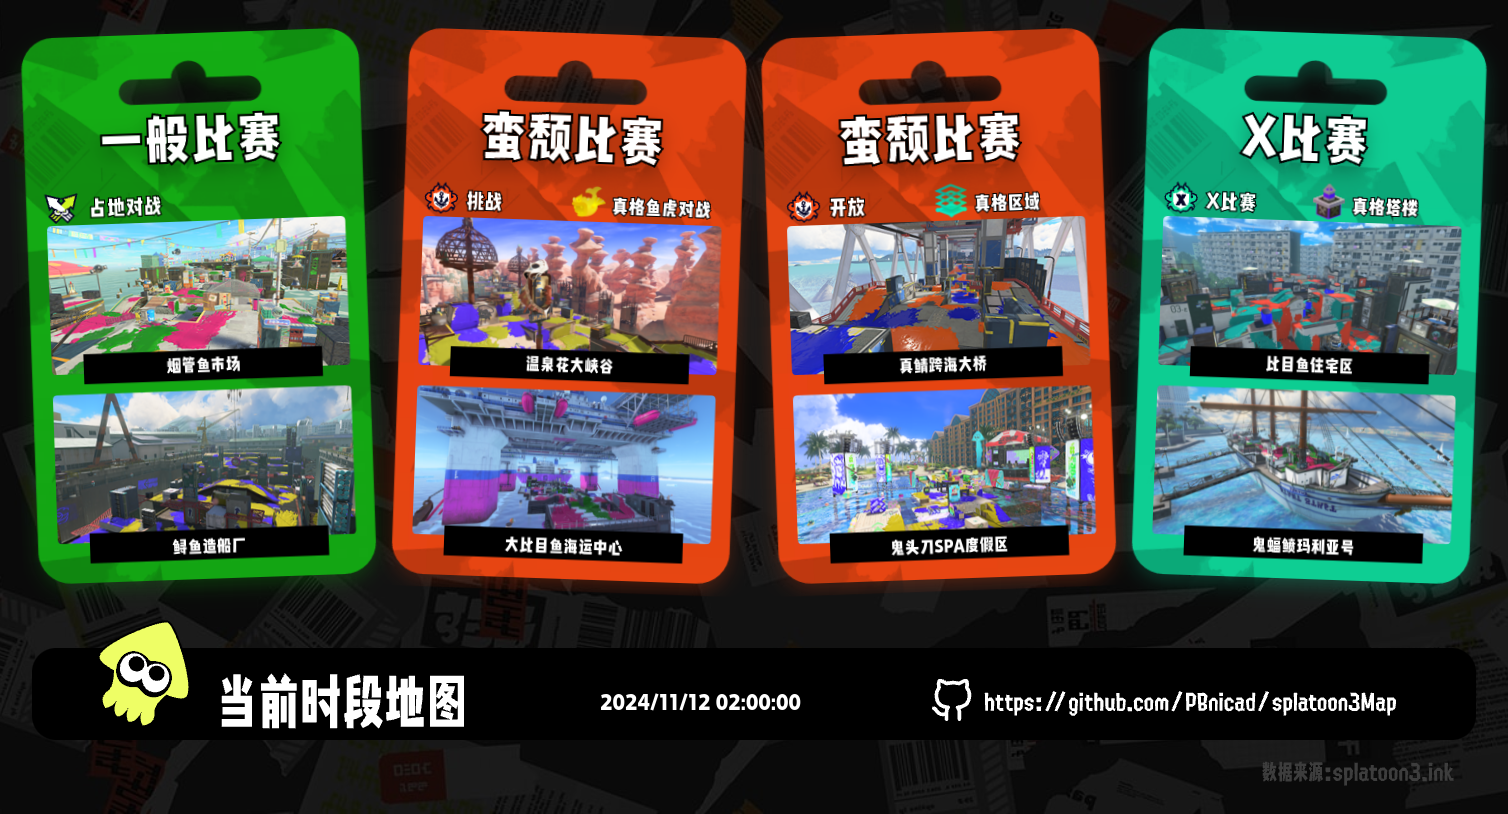 一般比赛
占地对战
烟管鱼市场
鲟鱼造船厂
蛮颓比赛
挑战
真格鱼虎对战
温泉花大峡谷
大比目鱼海运中心
蛮颓比赛
开放
真格区域
真鲷跨海大桥
鬼头刀SPA度假区
X比赛
X比赛
真格塔楼
比目鱼住宅区
鬼蝠鲼玛利亚号
当前时段地图
2024/11/12 02:00:00
https://github.com/PBnicad/splatoon3Map
数据来源:splatoon3.ink